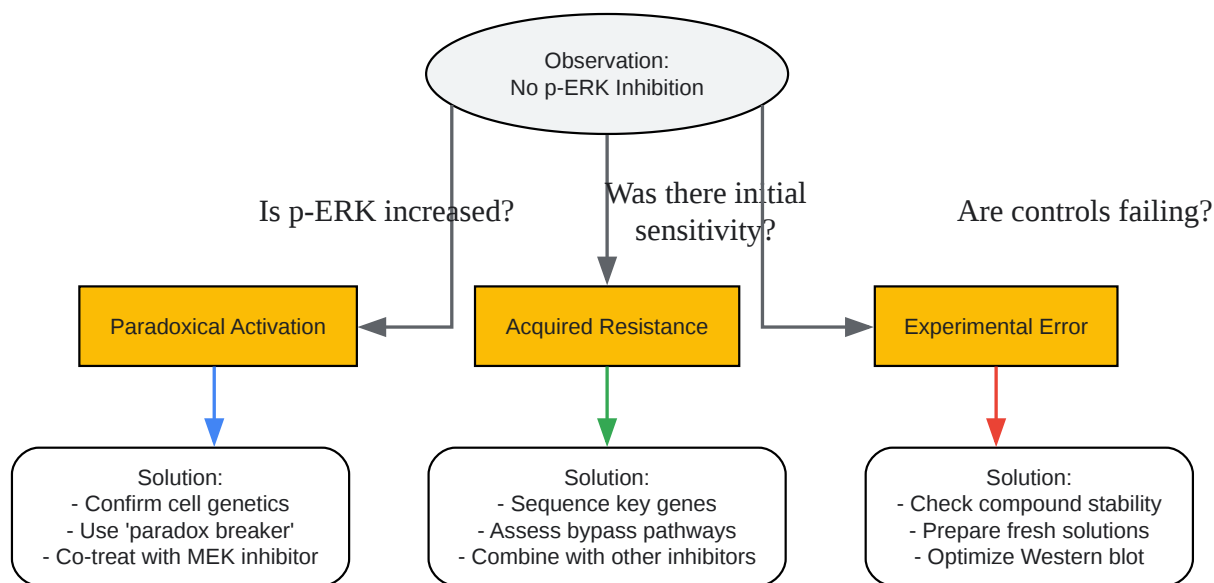 Observation:
No p-ERK Inhibition
Is p-ERK increased?
Was there initial
sensitivity?
Are controls failing?
Paradoxical Activation
Acquired Resistance
Experimental Error
Solution:
- Confirm cell genetics
- Use 'paradox breaker'
- Co-treat with MEK inhibitor
Solution:
- Sequence key genes
- Assess bypass pathways
- Combine with other inhibitors
Solution:
- Check compound stability
- Prepare fresh solutions
- Optimize Western blot